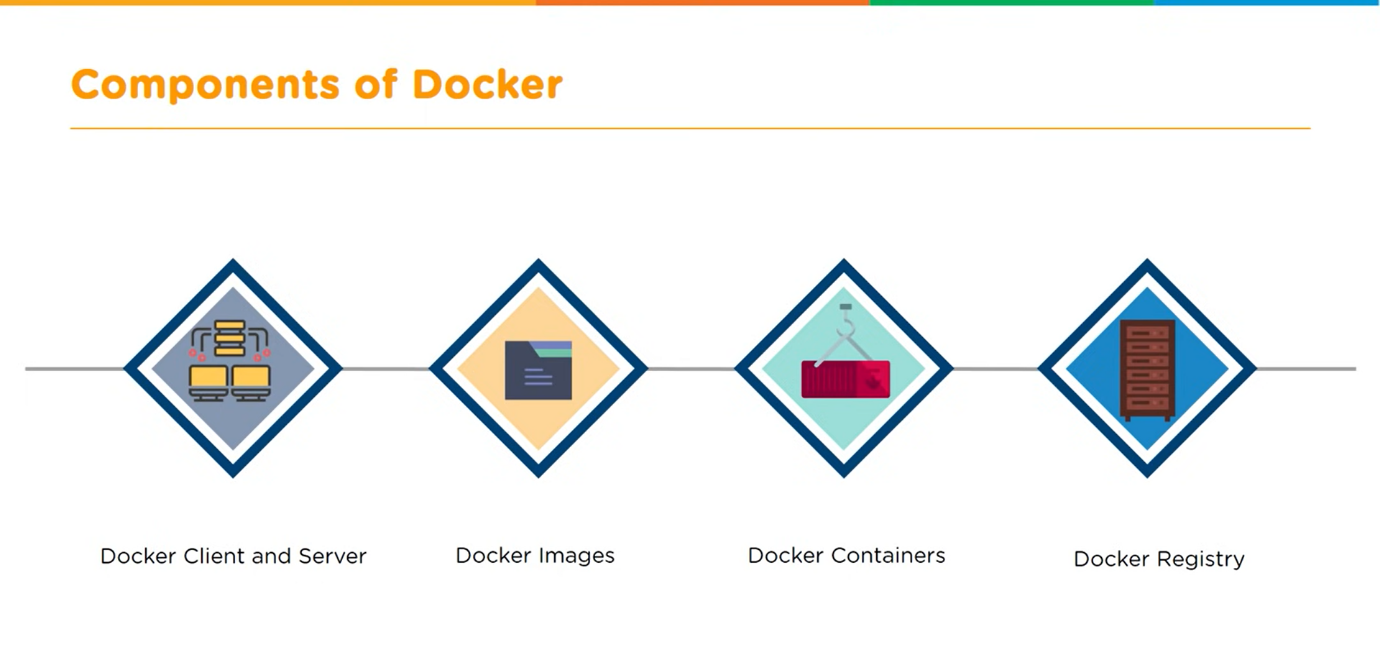 Components of Docker
Docker Client and Server
Docker Images
Docker Containers
Docker Registry